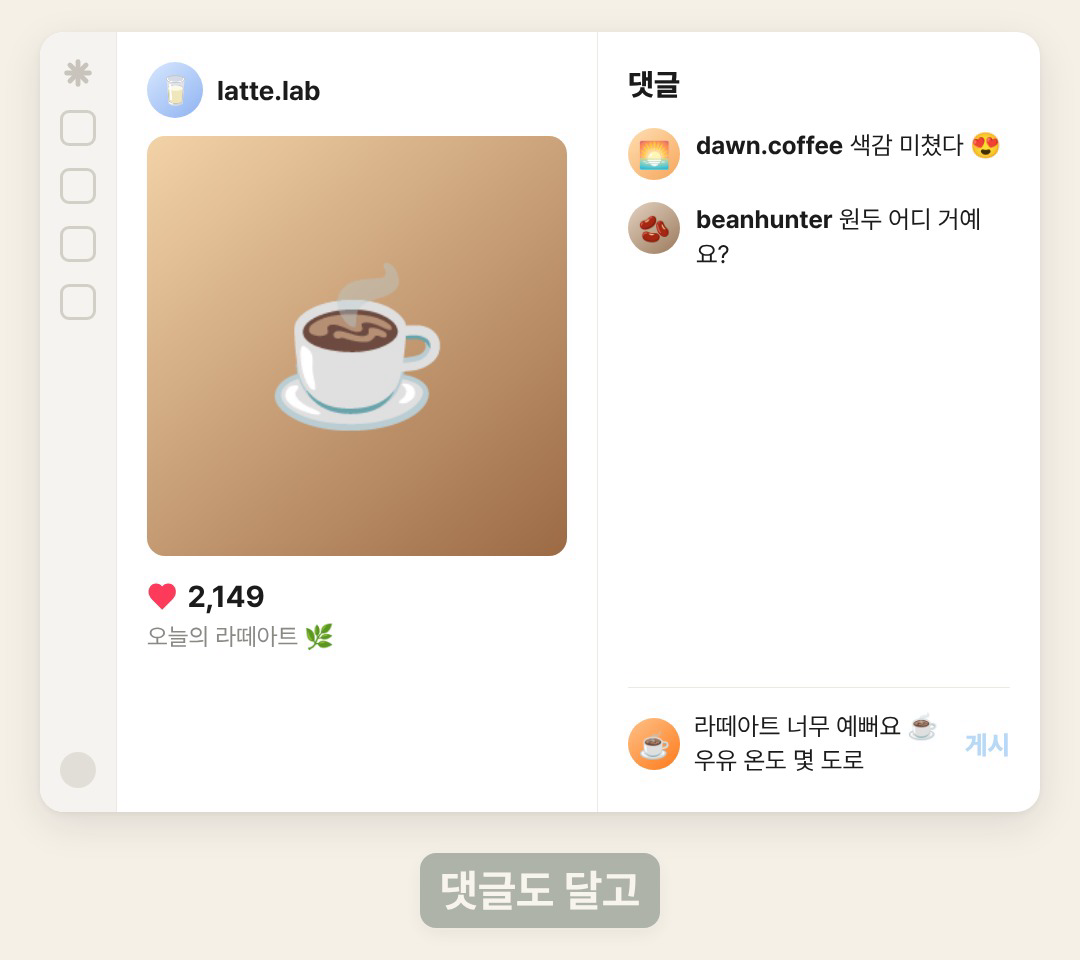 latte.lab
2,149
오늘의 라떼아트 🌿
댓글
dawn.coffee 색감 미쳤다 😍
beanhunter 원두 어디 거예
요?
라떼아트 너무 예뻐요 ☕
우유 온도 몇 도로
게시
댓글도 달고